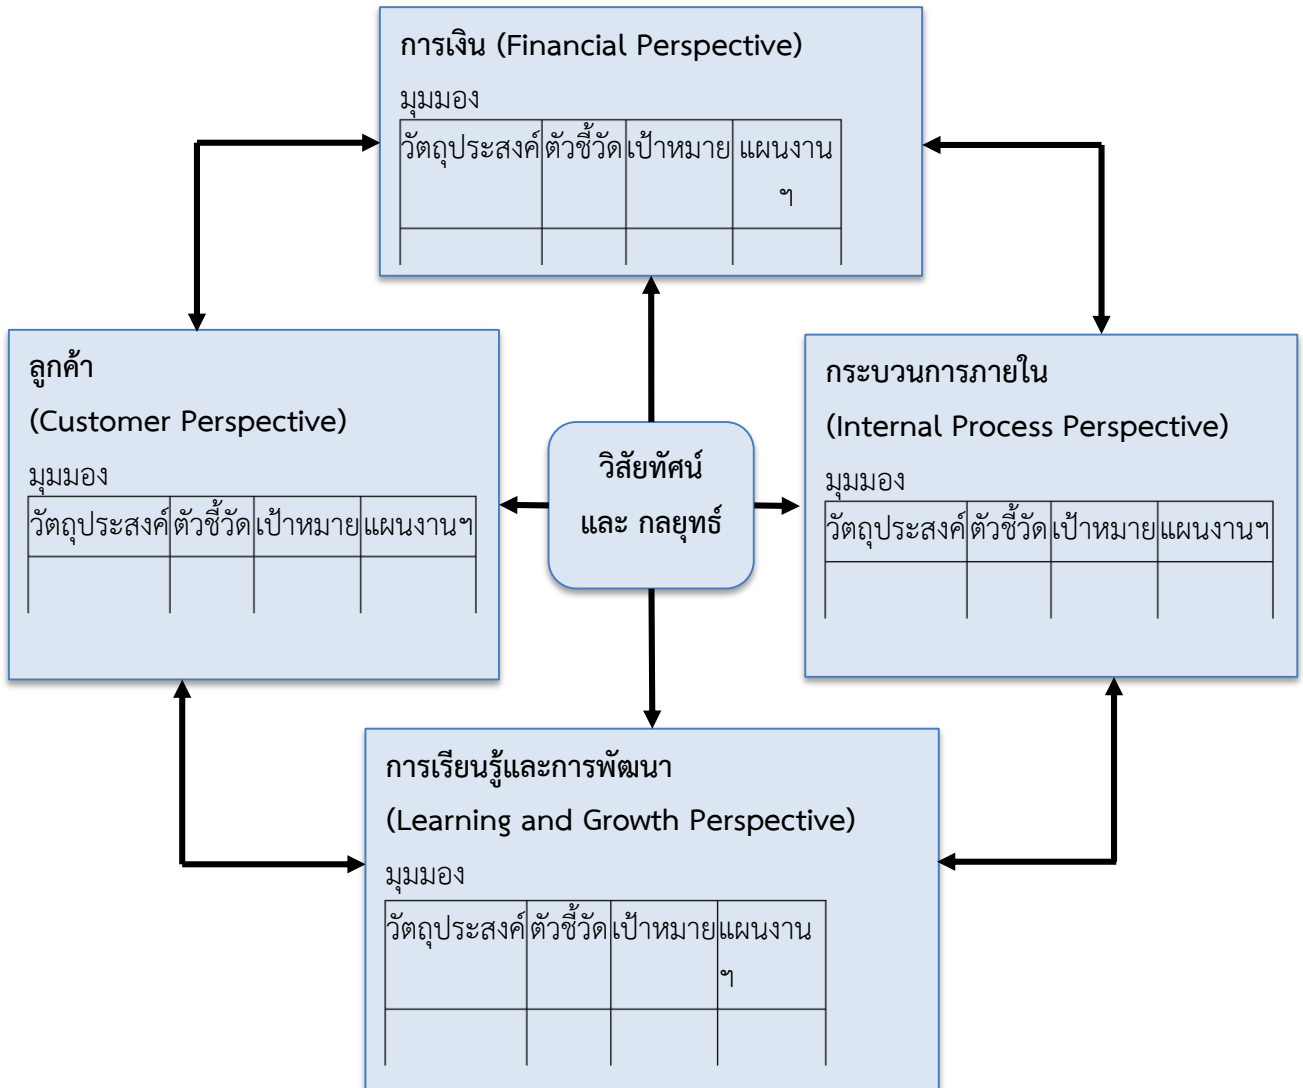 การเงิน (Financial Perspective)
มุมมอง
วัตถุประสงค์ ตัวชี้วัด เป้าหมาย แผนงาน
ฯ
ลูกค้า
(Customer Perspective)
มุมมอง
วัตถุประสงค์ ตัวชี้วัด เป้าหมาย แผนงานฯ
วิสัยทัศน์
และ กลยุทธ์
กระบวนการภายใน
(Internal Process Perspective)
มุมมอง
วัตถุประสงค์ ตัวชี้วัด เป้าหมาย แผนงานฯ
การเรียนรู้และการพัฒนา
(Learning and Growth Perspective)
มุมมอง
วัตถุประสงค์ ตัวชี้วัด เป้าหมาย แผนงาน
ฯ